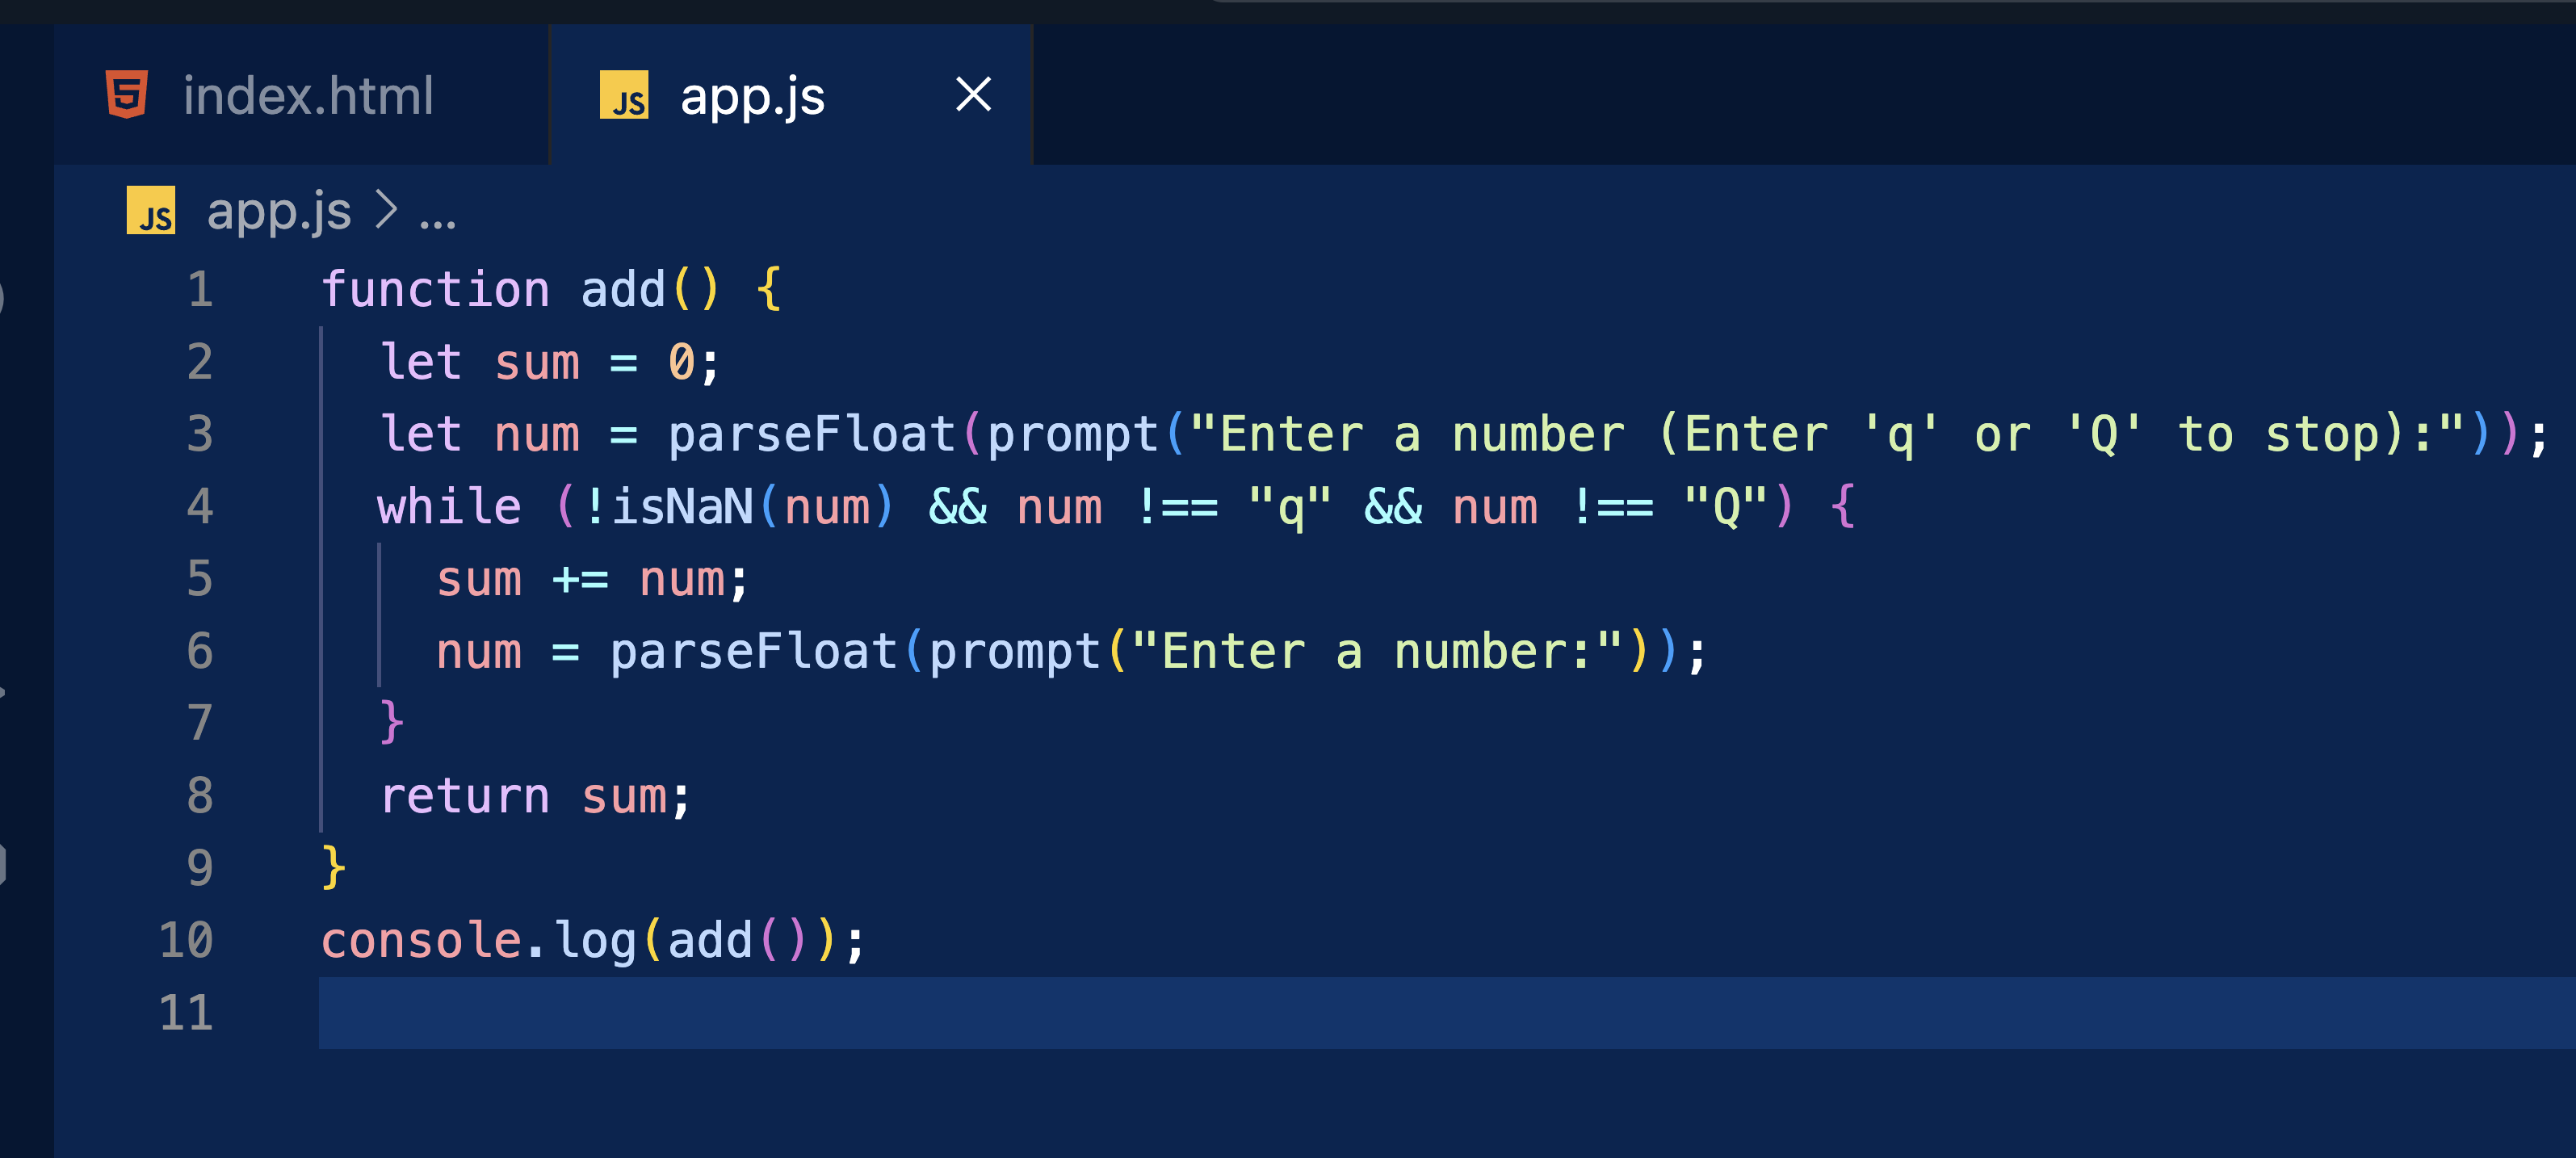 index.html
JS app.js
JS app.js > ...
1 function add() {
2 let sum = 0;
3 let num = parseFloat(prompt("Enter a number (Enter 'q' or 'Q' to stop):"));
4 while (!isNaN(num) && num !== "q" && num !== "Q") {
5 sum += num;
6 num = parseFloat(prompt("Enter a number:"));
7 }
8 return sum;
9 }
10 console.log(add());
11